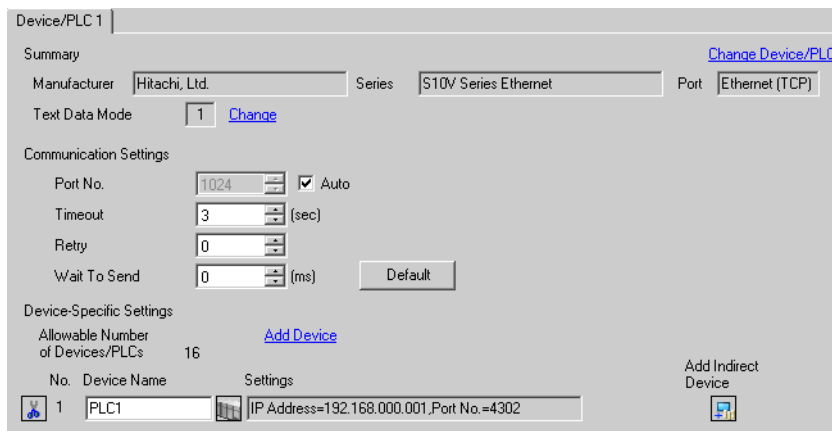 Device/PLC 1
Summary
Change Device/PLC
Manufacturer Hitachi, Ltd. Series S10V Series Ethernet Port Ethernet (TCP)
Text Data Mode 1 Change
Communication Settings
Port No. 1024 Auto
Timeout 3 (sec)
Retry 0
Wait To Send 0 (ms) Default
Device-Specific Settings
Allowable Number
of Devices/PLCs 16 Add Device
Add Indirect
Device
No. Device Name Settings
1 PLC1 IP Address=192.168.000.001,Port No.=4302